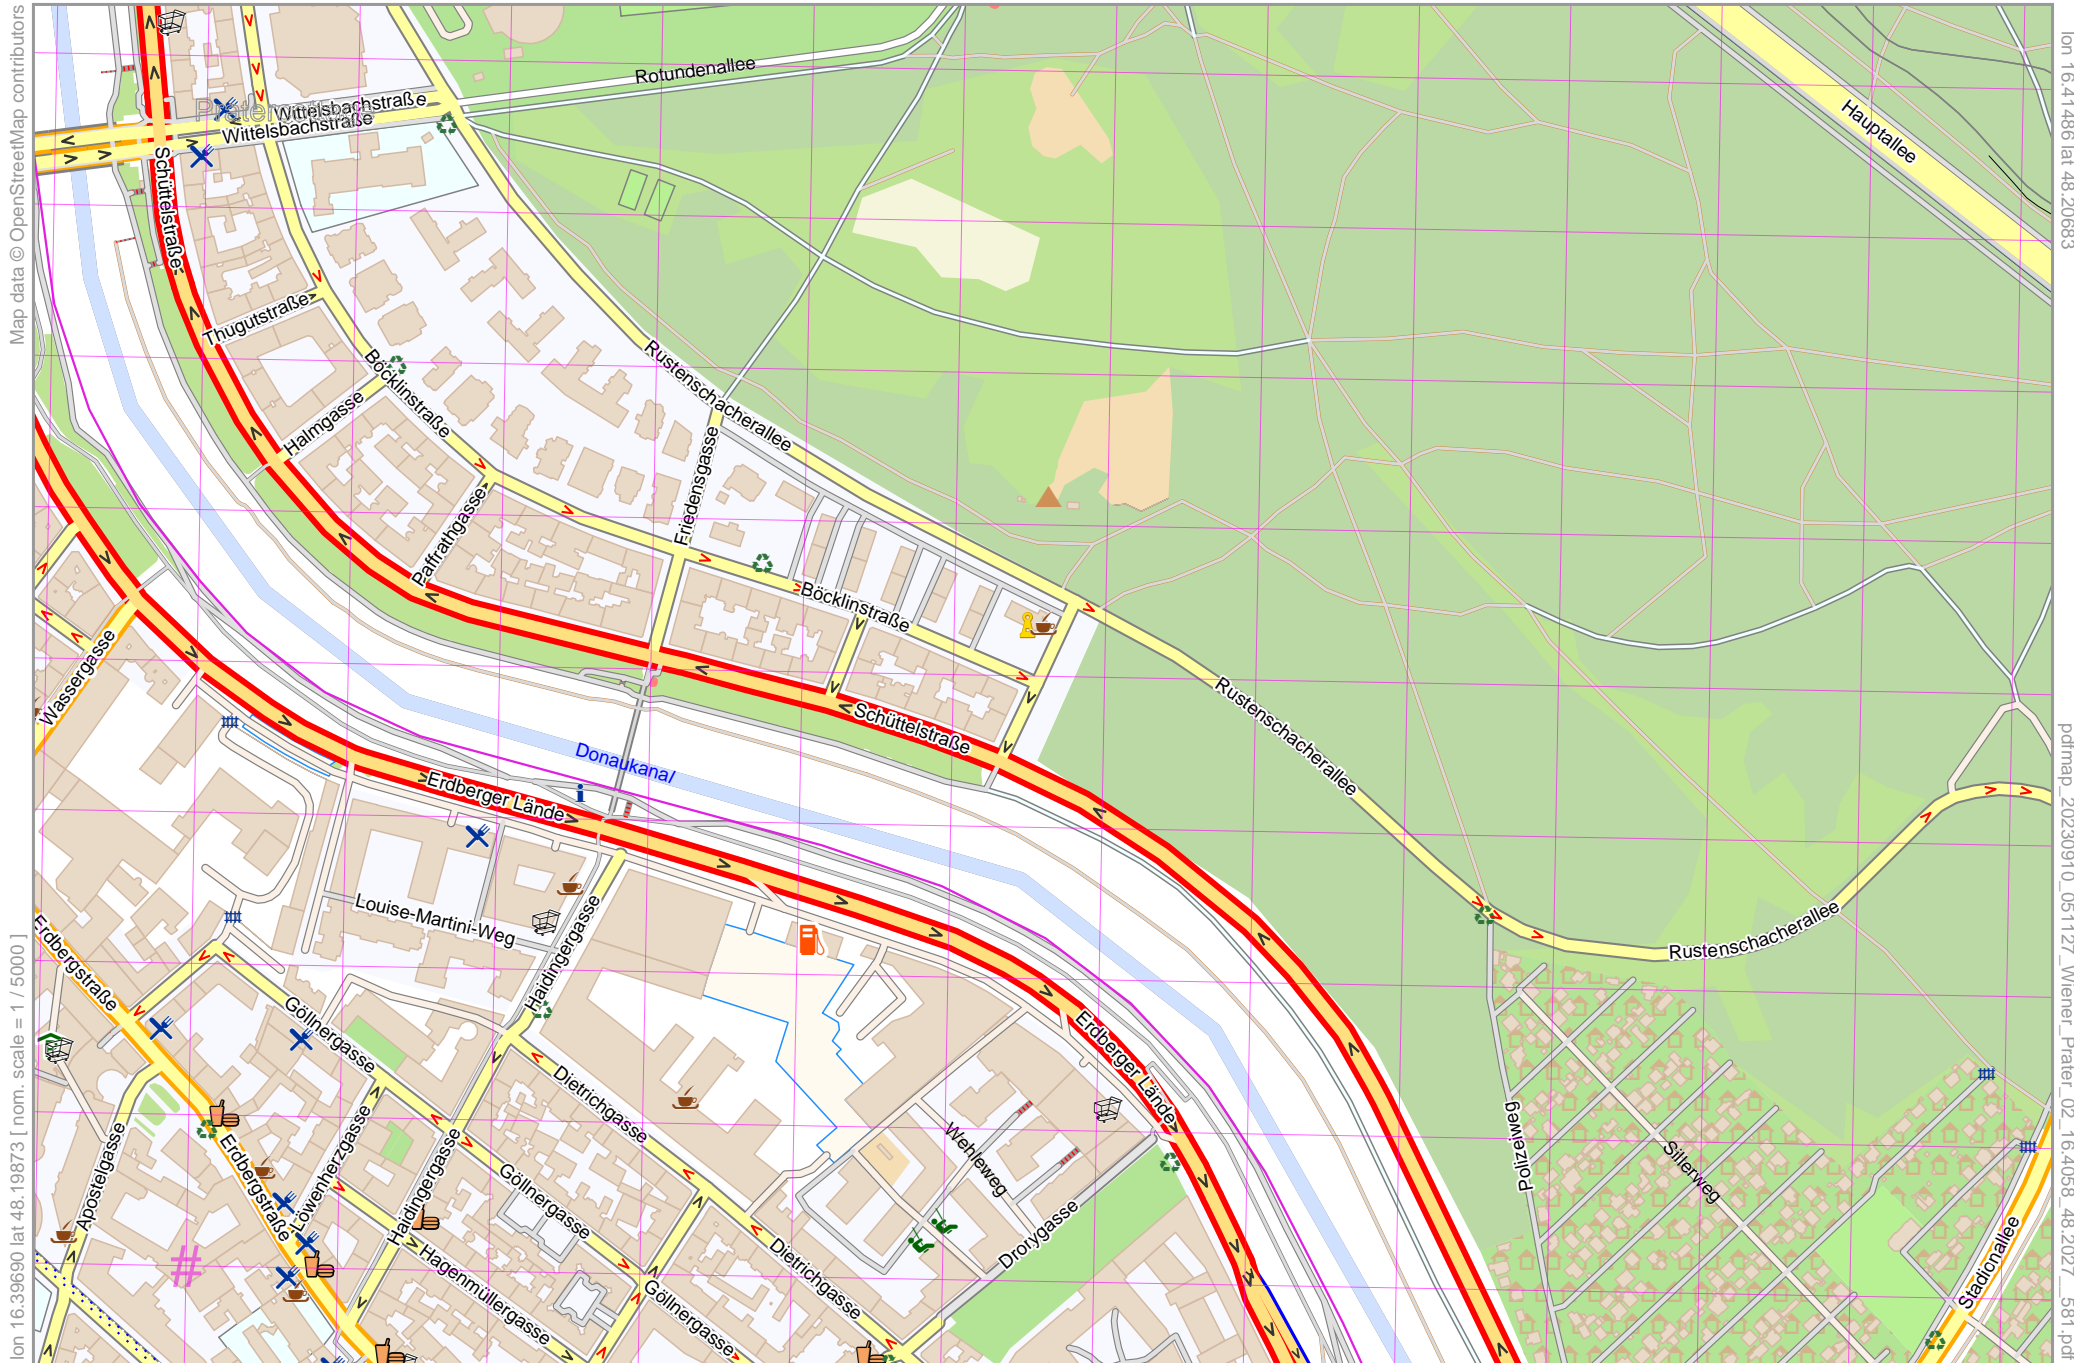 Map data © OpenStreetMap contributors
lon 16.39690 lat 48.19873 [ nom. scale = 1 / 5000 ]
lon 16.41486 lat 48.20683
pdfmap_20230910_051127_Wiener_Prater_02_16.4058_48.2027__581.pdf
Rotundenallee
Wittelsbachstraße
Wittelsbachstraße
Hauptallee
Schüttelstraße
Thugutstraße
Böcklinstraße
Halmgasse
Rustenschacherallee
Friedensgasse
Paffrathgasse
Böcklinstraße
Wassergasse
Schüttelstraße
Rustenschacherallee
Donaukanal
Erdberger Lände
Louise-Martini-Weg
Haidingergasse
Rustenschacherallee
Erdbergstraße
Göllnergasse
Erdberger Lände
Dietrichgasse
Polizeiweg
Sillerweg
Wehleweg
Apostelgasse
Erdbergstraße
Löwenherzgasse
Haidingergasse
Göllnergasse
Drorygasse
Hagenmüllergasse
Dietrichgasse
Göllnergasse
Stadionallee